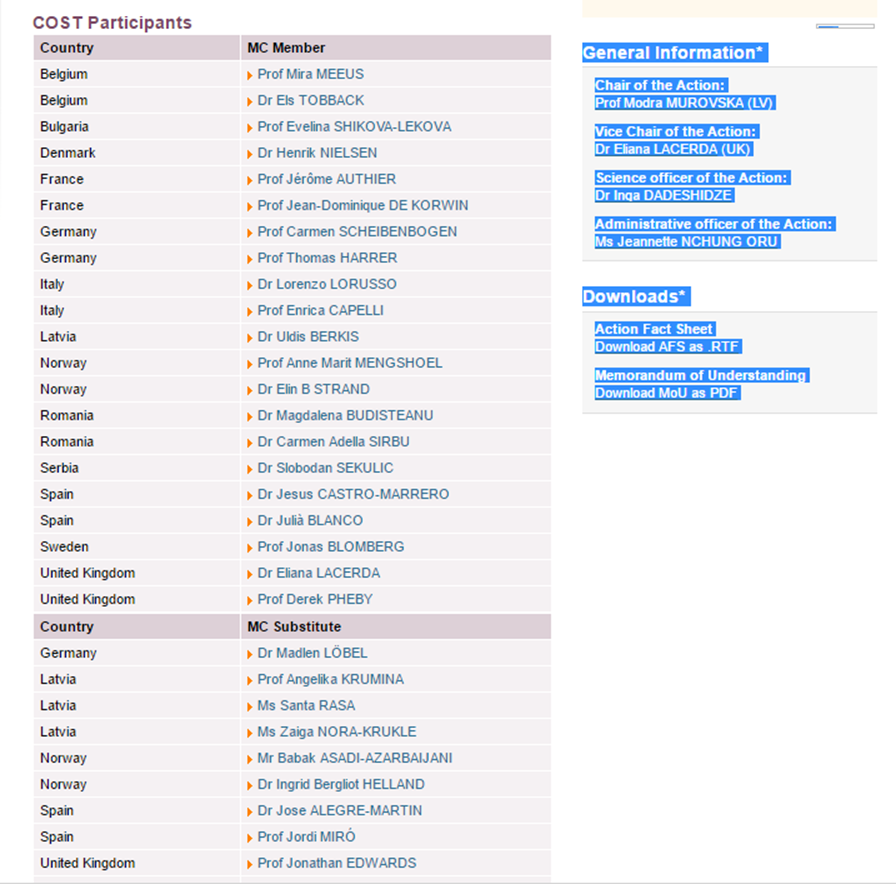 COST Participants
Country MC Member
Belgium Prof Mira MEEUS
Belgium Dr Els TOBBACK
Bulgaria Prof Evelina SHIKOVA-LEKOVA
Denmark Dr Henrik NIELSEN
France Prof Jérôme AUTHIER
France Prof Jean-Dominique DE KORWIN
Germany Prof Carmen SCHEIBENBOGEN
Germany Prof Thomas HARRER
Italy Dr Lorenzo LORUSSO
Italy Prof Enrica CAPELLI
Latvia Dr Uldis BERKIS
Norway Prof Anne Marit MENGSHOEL
Norway Dr Elin B STRAND
Romania Dr Magdalena BUDISTEANU
Romania Dr Carmen Adella SIRBU
Serbia Dr Slobodan SEKULIC
Spain Dr Jesus CASTRO-MARRERO
Spain Dr Julià BLANCO
Sweden Prof Jonas BLOMBERG
United Kingdom Dr Eliana LACERDA
United Kingdom Prof Derek PHEBY
Country MC Substitute
Germany Dr Madlen LÖBEL
Latvia Prof Angelika KRUMINA
Latvia Ms Santa RASA
Latvia Ms Zaiga NORA-KRUKLE
Norway Mr Babak ASADI-AZARBAIJANI
Norway Dr Ingrid Bergliot HELLAND
Spain Dr Jose ALEGRE-MARTIN
Spain Prof Jordi MIRÓ
United Kingdom Prof Jonathan EDWARDS
General Information*
Chair of the Action:
Prof Modra MUROVSKA (LV)
Vice Chair of the Action:
Dr Eliana LACERDA (UK)
Science officer of the Action:
Dr Inga DADESHIDZE
Administrative officer of the Action:
Ms Jeannette NCHUNG ORU
Downloads*
Action Fact Sheet
Download AFS as .RTF
Memorandum of Understanding
Download MoU as PDF